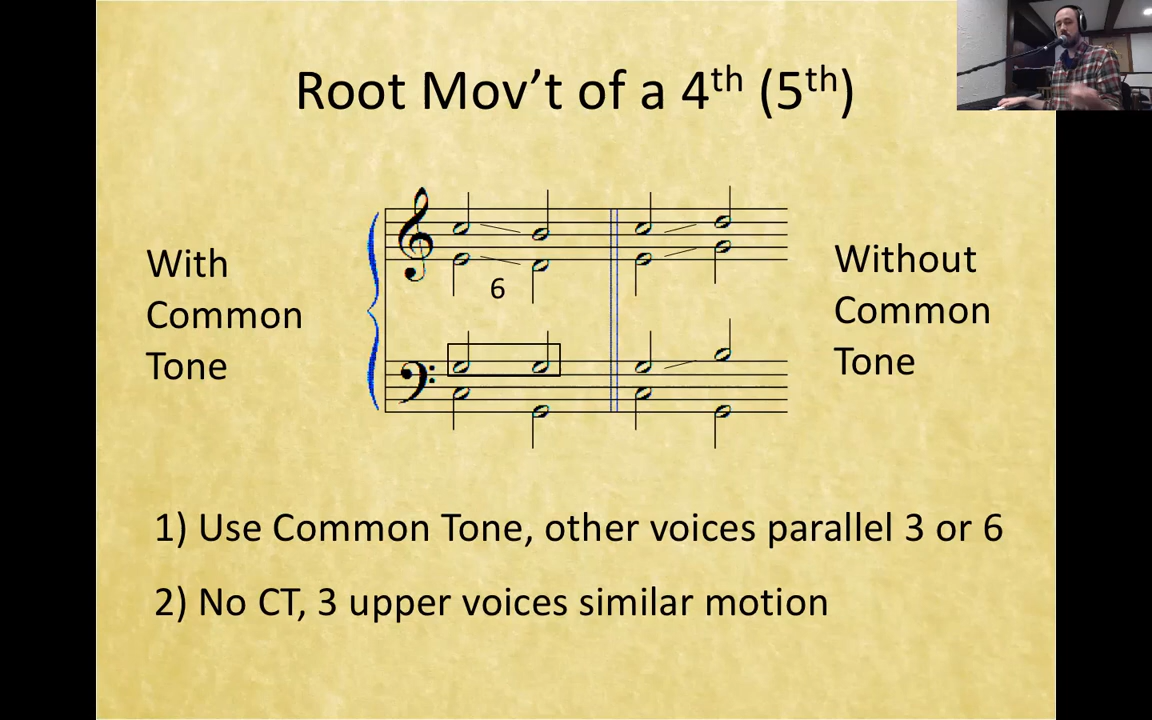 Root Mov't of a 4th (5th)
With
Common
Tone
6
Without
Common
Tone
1) Use Common Tone, other voices parallel 3 or 6
2) No CT, 3 upper voices similar motion